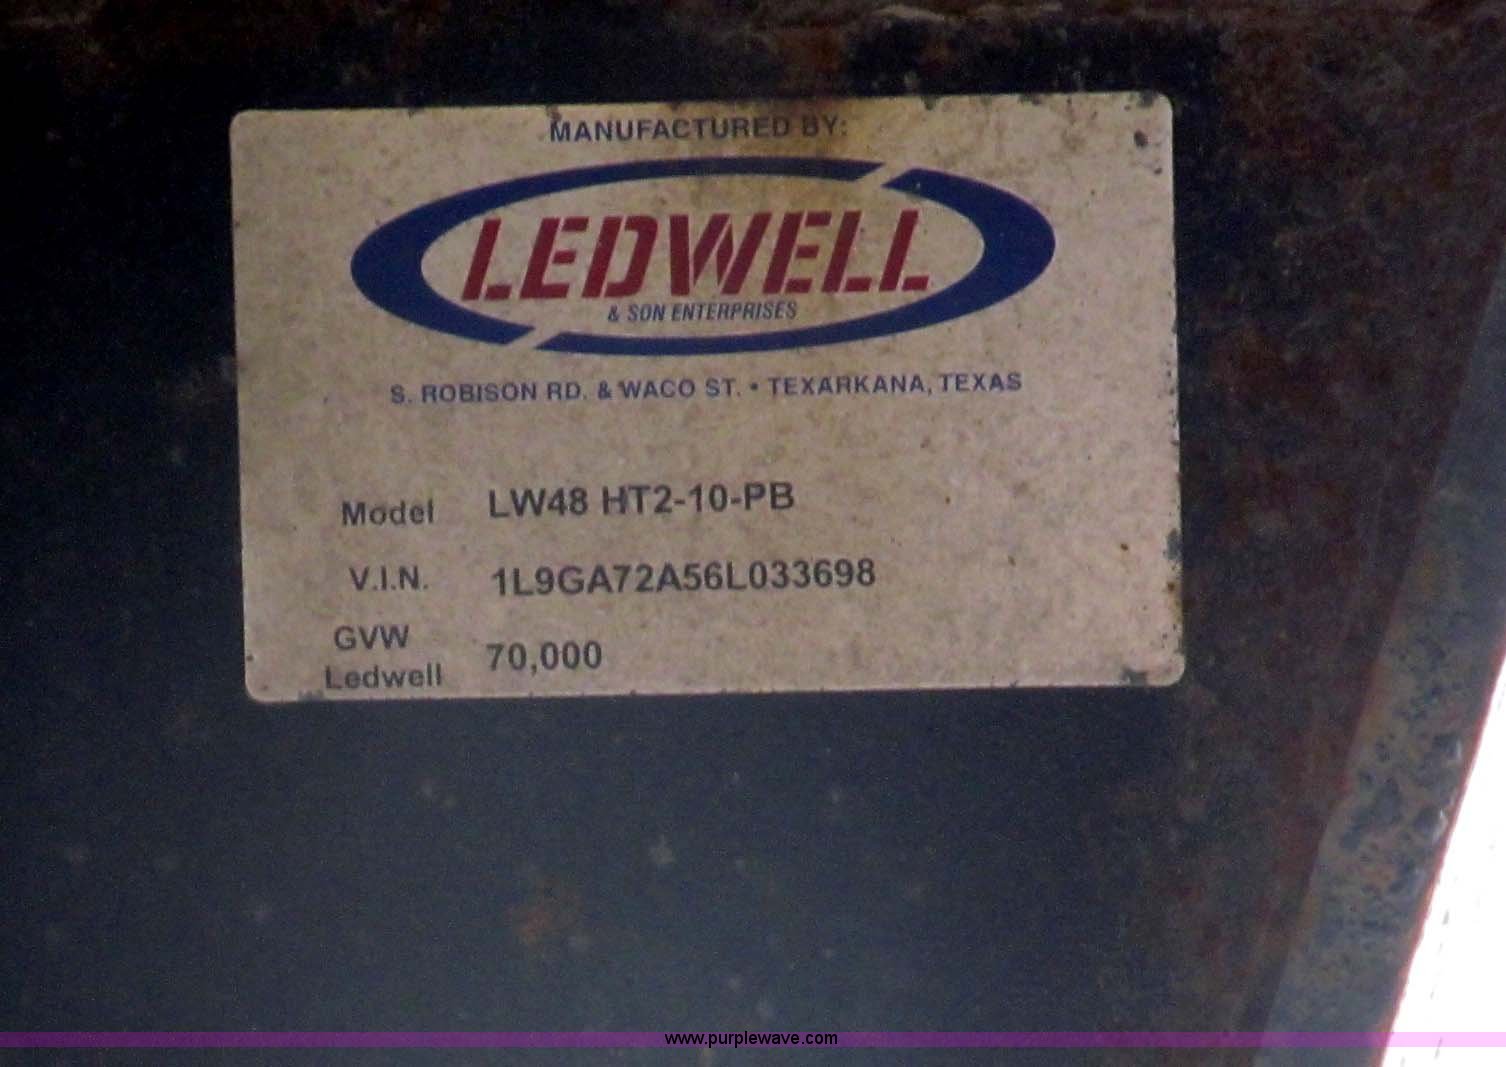 MANUFACTURED BY:
LEDWELL
& SON ENTERPRISES
S. ROBISON RD. & WACO ST. • TEXARKANA, TEXAS
Model LW48 HT2-10-PB
V.I.N. 1L9GA72A56L033698
GVW
Ledwell 70,000
www.purplewave.com